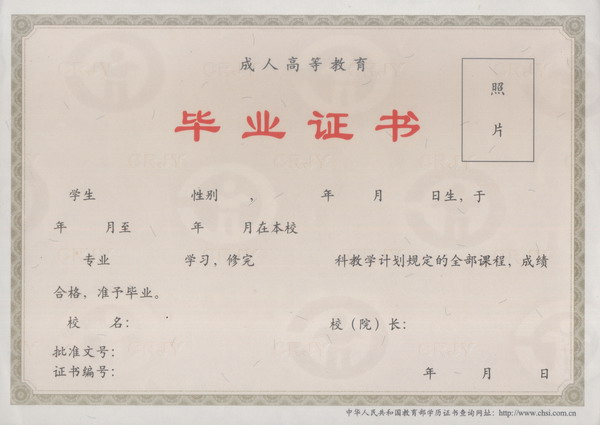 成人高等教育
毕业证书
照
片
学生 性别 ， 年 月 日生，于
年 月至 年 月在本校
专业 学习，修完 科教学计划规定的全部课程，成绩
合格，准予毕业。
校 名： 校（院）长：
批准文号：
证书编号： 年 月 日
中华人民共和国教育部学历证书查询网址：http://www.chsi.com.cn